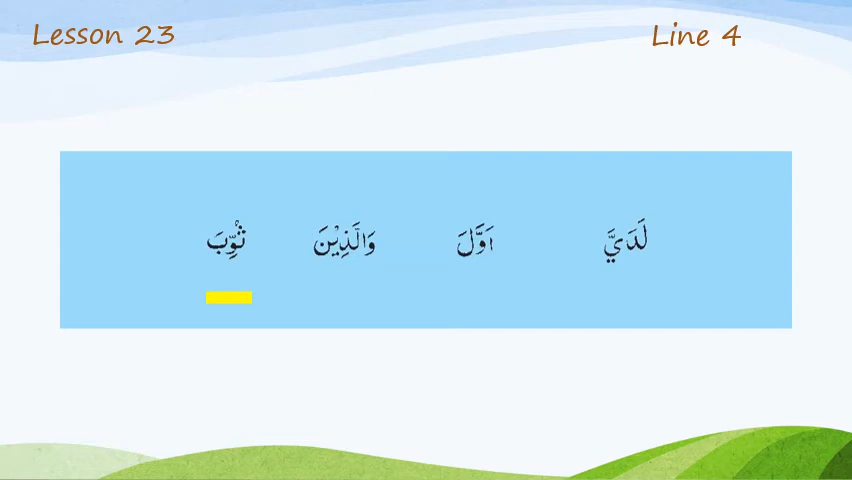 Lesson 23
Line 4
لَدَيَّ اَوَّلَ وَالَّذِيْنَ ثُوِّبَ